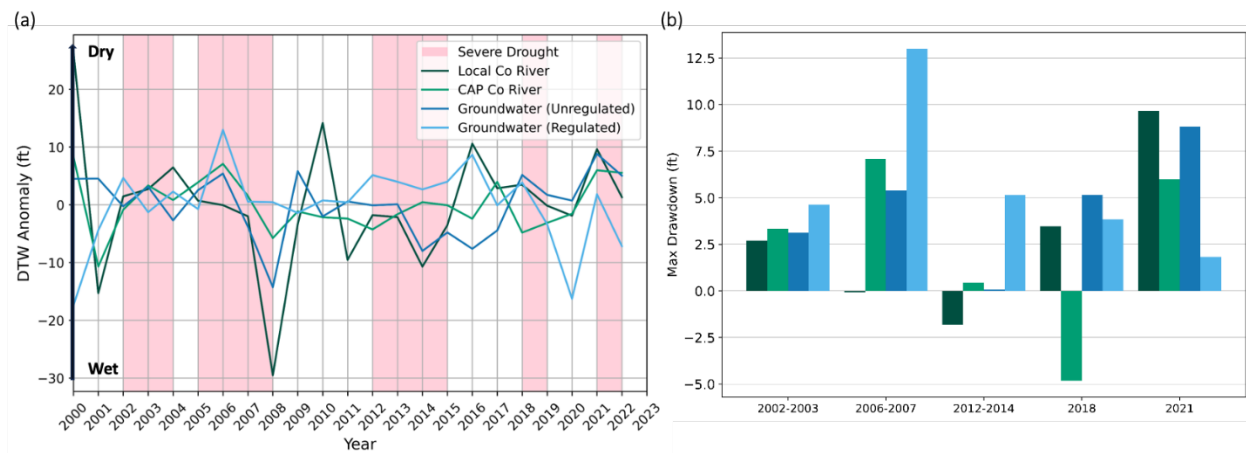 (a)
Dry
Wet
DTW Anomaly (ft)
20
10
0
−10
−20
−30
Severe Drought
Local Co River
CAP Co River
Groundwater (Unregulated)
Groundwater (Regulated)
2000 2001 2002 2003 2004 2005 2006 2007 2008 2009 2010 2011 2012 2013 2014 2015 2016 2017 2018 2019 2020 2021 2022 2023
Year
(b)
Max Drawdown (ft)
12.5
10.0
7.5
5.0
2.5
0.0
−2.5
−5.0
2002-2003 2006-2007 2012-2014 2018 2021